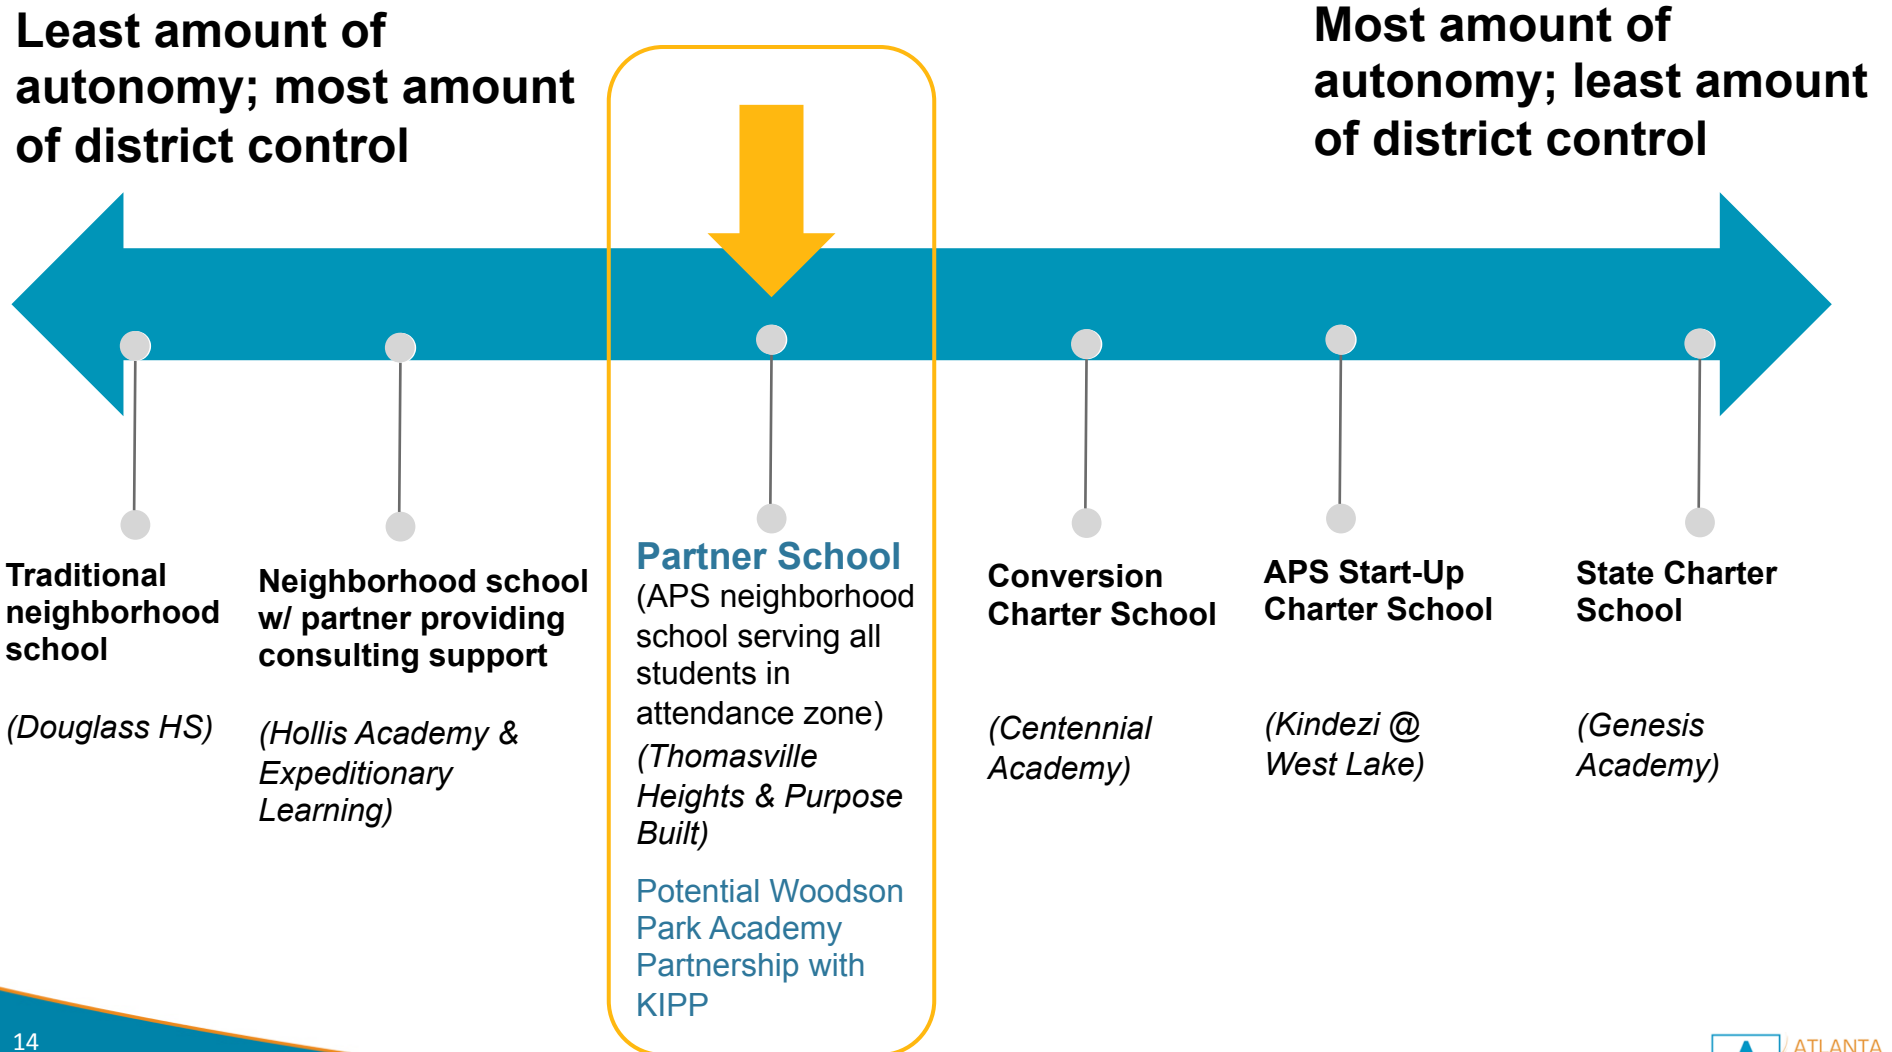 Least amount of
autonomy; most amount
of district control
Most amount of
autonomy; least amount
of district control
Traditional
neighborhood
school
(Douglass HS)
Neighborhood school
w/ partner providing
consulting support
(Hollis Academy &
Expeditionary
Learning)
Partner School
(APS neighborhood
school serving all
students in
attendance zone)
(Thomasville
Heights & Purpose
Built)
Potential Woodson
Park Academy
Partnership with
KIPP
Conversion
Charter School
(Centennial
Academy)
APS Start-Up
Charter School
(Kindezi @
West Lake)
State Charter
School
(Genesis
Academy)
14
ATLANTA